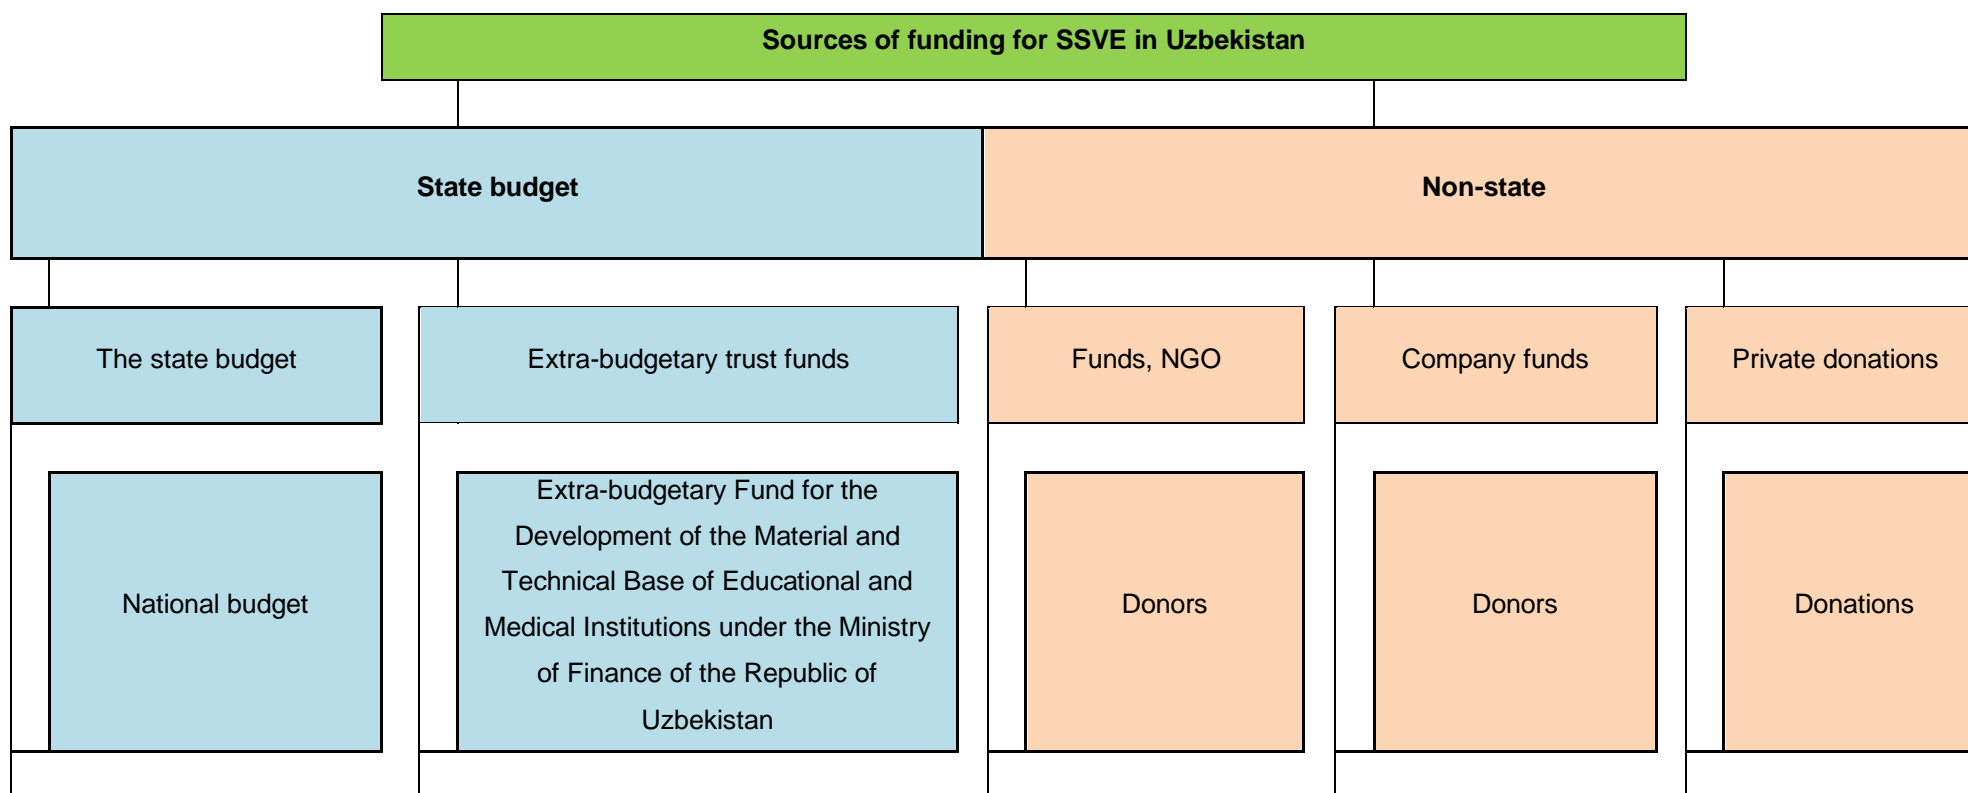 Sources of funding for SSVE in Uzbekistan
State budget
Non-state
The state budget
Extra-budgetary trust funds
Funds, NGO
Company funds
Private donations
National budget
Extra-budgetary Fund for the
Development of the Material and
Technical Base of Educational and
Medical Institutions under the Ministry
of Finance of the Republic of
Uzbekistan
Donors
Donors
Donations